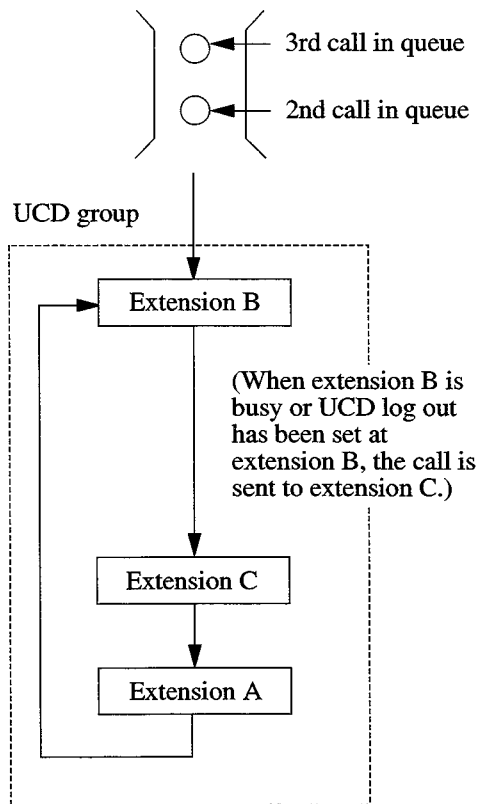 3rd call in queue
2nd call in queue
UCD group
Extension B
(When extension B is
busy or UCD log out
has been set at
extension B, the call is
sent to extension C.)
Extension C
Extension A